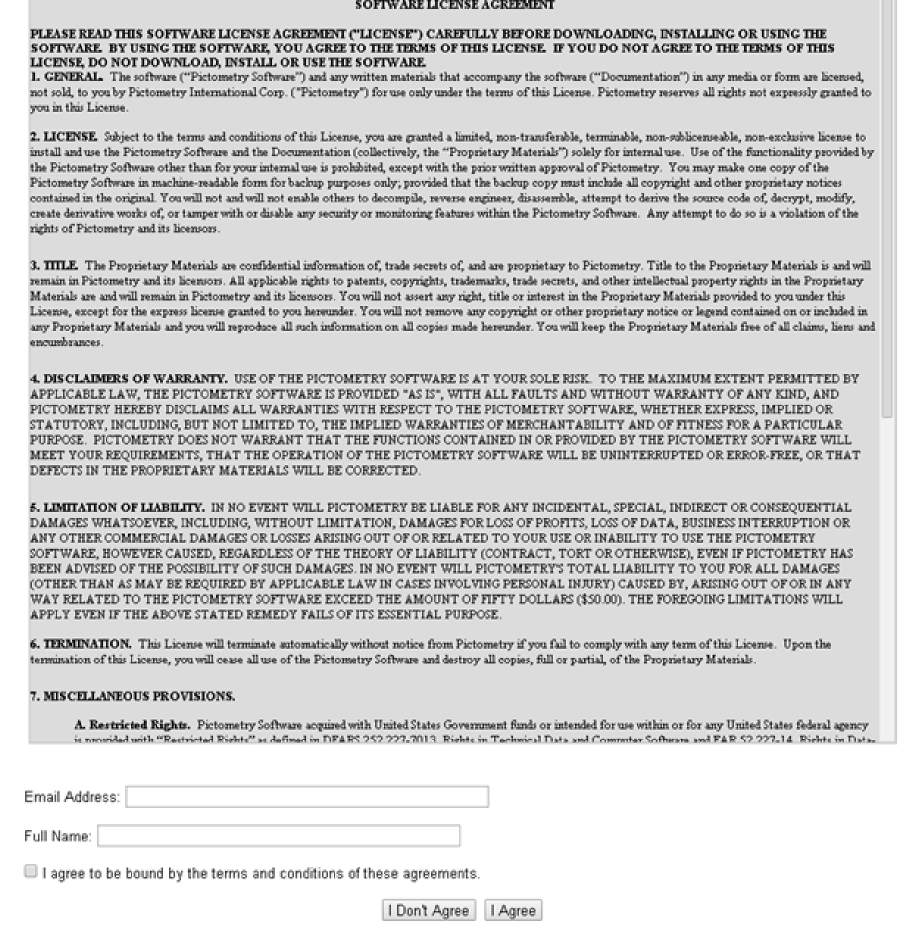 SOFTWARE LICENSE AGREEMENT
PLEASE READ THIS SOFTWARE LICENSE AGREEMENT ("LICENSE") CAREFULLY BEFORE DOWNLOADING, INSTALLING OR USING THE
SOFTWARE. BY USING THE SOFTWARE, YOU AGREE TO THE TERMS OF THIS LICENSE. IF YOU DO NOT AGREE TO THE TERMS OF THIS
LICENSE, DO NOT DOWNLOAD, INSTALL OR USE THE SOFTWARE.
1. GENERAL. The software ("Pictometry Software") and any written materials that accompany the software ("Documentation") in any media or form are licensed,
not sold, to you by Pictometry International Corp. ("Pictometry") for use only under the terms of this License. Pictometry reserves all rights not expressly granted to
you in this License.
2. LICENSE. Subject to the terms and conditions of this License, you are granted a limited, non-transferable, terminable, non-sublicenseable, non-exclusive license to
install and use the Pictometry Software and the Documentation (collectively, the “Proprietary Materials”) solely for internal use. Use of the functionality provided by
the Pictometry Software other than for your internal use is prohibited, except with the prior written approval of Pictometry. You may make one copy of the
Pictometry Software in machine-readable form for backup purposes only; provided that the backup copy must include all copyright and other proprietary notices
contained in the original. You will not and will not enable others to decompile, reverse engineer, disassemble, attempt to derive the source code of, decrypt, modify,
create derivative works of, or tamper with or disable any security or monitoring features within the Pictometry Software. Any attempt to do so is a violation of the
rights of Pictometry and its licensors.
3. TITLE. The Proprietary Materials are confidential information of, trade secrets of, and are proprietary to Pictometry. Title to the Proprietary Materials is and will
remain in Pictometry and its licensors. All applicable rights to patents, copyrights, trademarks, trade secrets, and other intellectual property rights in the Proprietary
Materials are and will remain in Pictometry and its licensors. You will not assert any right, title or interest in the Proprietary Materials provided to you under this
License, except for the express license granted to you hereunder. You will not remove any copyright or other proprietary notice or legend contained on or included in
any Proprietary Materials and you will reproduce all such information on all copies made hereunder. You will keep the Proprietary Materials free of all claims, liens and
encumbrances.
4. DISCLAIMERS OF WARRANTY. USE OF THE PICTOMETRY SOFTWARE IS AT YOUR SOLE RISK. TO THE MAXIMUM EXTENT PERMITTED BY
APPLICABLE LAW, THE PICTOMETRY SOFTWARE IS PROVIDED "AS IS", WITH ALL FAULTS AND WITHOUT WARRANTY OF ANY KIND, AND
PICTOMETRY HEREBY DISCLAIMS ALL WARRANTIES WITH RESPECT TO THE PICTOMETRY SOFTWARE, WHETHER EXPRESS, IMPLIED OR
STATUTORY, INCLUDING, BUT NOT LIMITED TO, THE IMPLIED WARRANTIES OF MERCHANTABILITY AND OF FITNESS FOR A PARTICULAR
PURPOSE. PICTOMETRY DOES NOT WARRANT THAT THE FUNCTIONS CONTAINED IN OR PROVIDED BY THE PICTOMETRY SOFTWARE WILL
MEET YOUR REQUIREMENTS, THAT THE OPERATION OF THE PICTOMETRY SOFTWARE WILL BE UNINTERRUPTED OR ERROR-FREE, OR THAT
DEFECTS IN THE PROPRIETARY MATERIALS WILL BE CORRECTED.
5. LIMITATION OF LIABILITY. IN NO EVENT WILL PICTOMETRY BE LIABLE FOR ANY INCIDENTAL, SPECIAL, INDIRECT OR CONSEQUENTIAL
DAMAGES WHATSOEVER, INCLUDING, WITHOUT LIMITATION, DAMAGES FOR LOSS OF PROFITS, LOSS OF DATA, BUSINESS INTERRUPTION OR
ANY OTHER COMMERCIAL DAMAGES OR LOSSES ARISING OUT OF OR RELATED TO YOUR USE OR INABILITY TO USE THE PICTOMETRY
SOFTWARE, HOWEVER CAUSED, REGARDLESS OF THE THEORY OF LIABILITY (CONTRACT, TORT OR OTHERWISE), EVEN IF PICTOMETRY HAS
BEEN ADVISED OF THE POSSIBILITY OF SUCH DAMAGES. IN NO EVENT WILL PICTOMETRY'S TOTAL LIABILITY TO YOU FOR ALL DAMAGES
(OTHER THAN AS MAY BE REQUIRED BY APPLICABLE LAW IN CASES INVOLVING PERSONAL INJURY) CAUSED BY, ARISING OUT OF OR IN ANY
WAY RELATED TO THE PICTOMETRY SOFTWARE EXCEED THE AMOUNT OF FIFTY DOLLARS ($50.00). THE FOREGOING LIMITATIONS WILL
APPLY EVEN IF THE ABOVE STATED REMEDY FAILS OF ITS ESSENTIAL PURPOSE.
6. TERMINATION. This License will terminate automatically without notice from Pictometry if you fail to comply with any term of this License. Upon the
termination of this License, you will cease all use of the Pictometry Software and destroy all copies, full or partial, of the Proprietary Materials.
7. MISCELLANEOUS PROVISIONS.
A. Restricted Rights. Pictometry Software acquired with United States Government funds or intended for use within or for any United States federal agency
is provided with "Restricted Rights" as defined in DFARS 252.227-7013, Rights in Technical Data and Computer Software and FAR 52.227-14, Rights in Data-
Email Address:
Full Name:
I agree to be bound by the terms and conditions of these agreements.
I Don't Agree I Agree